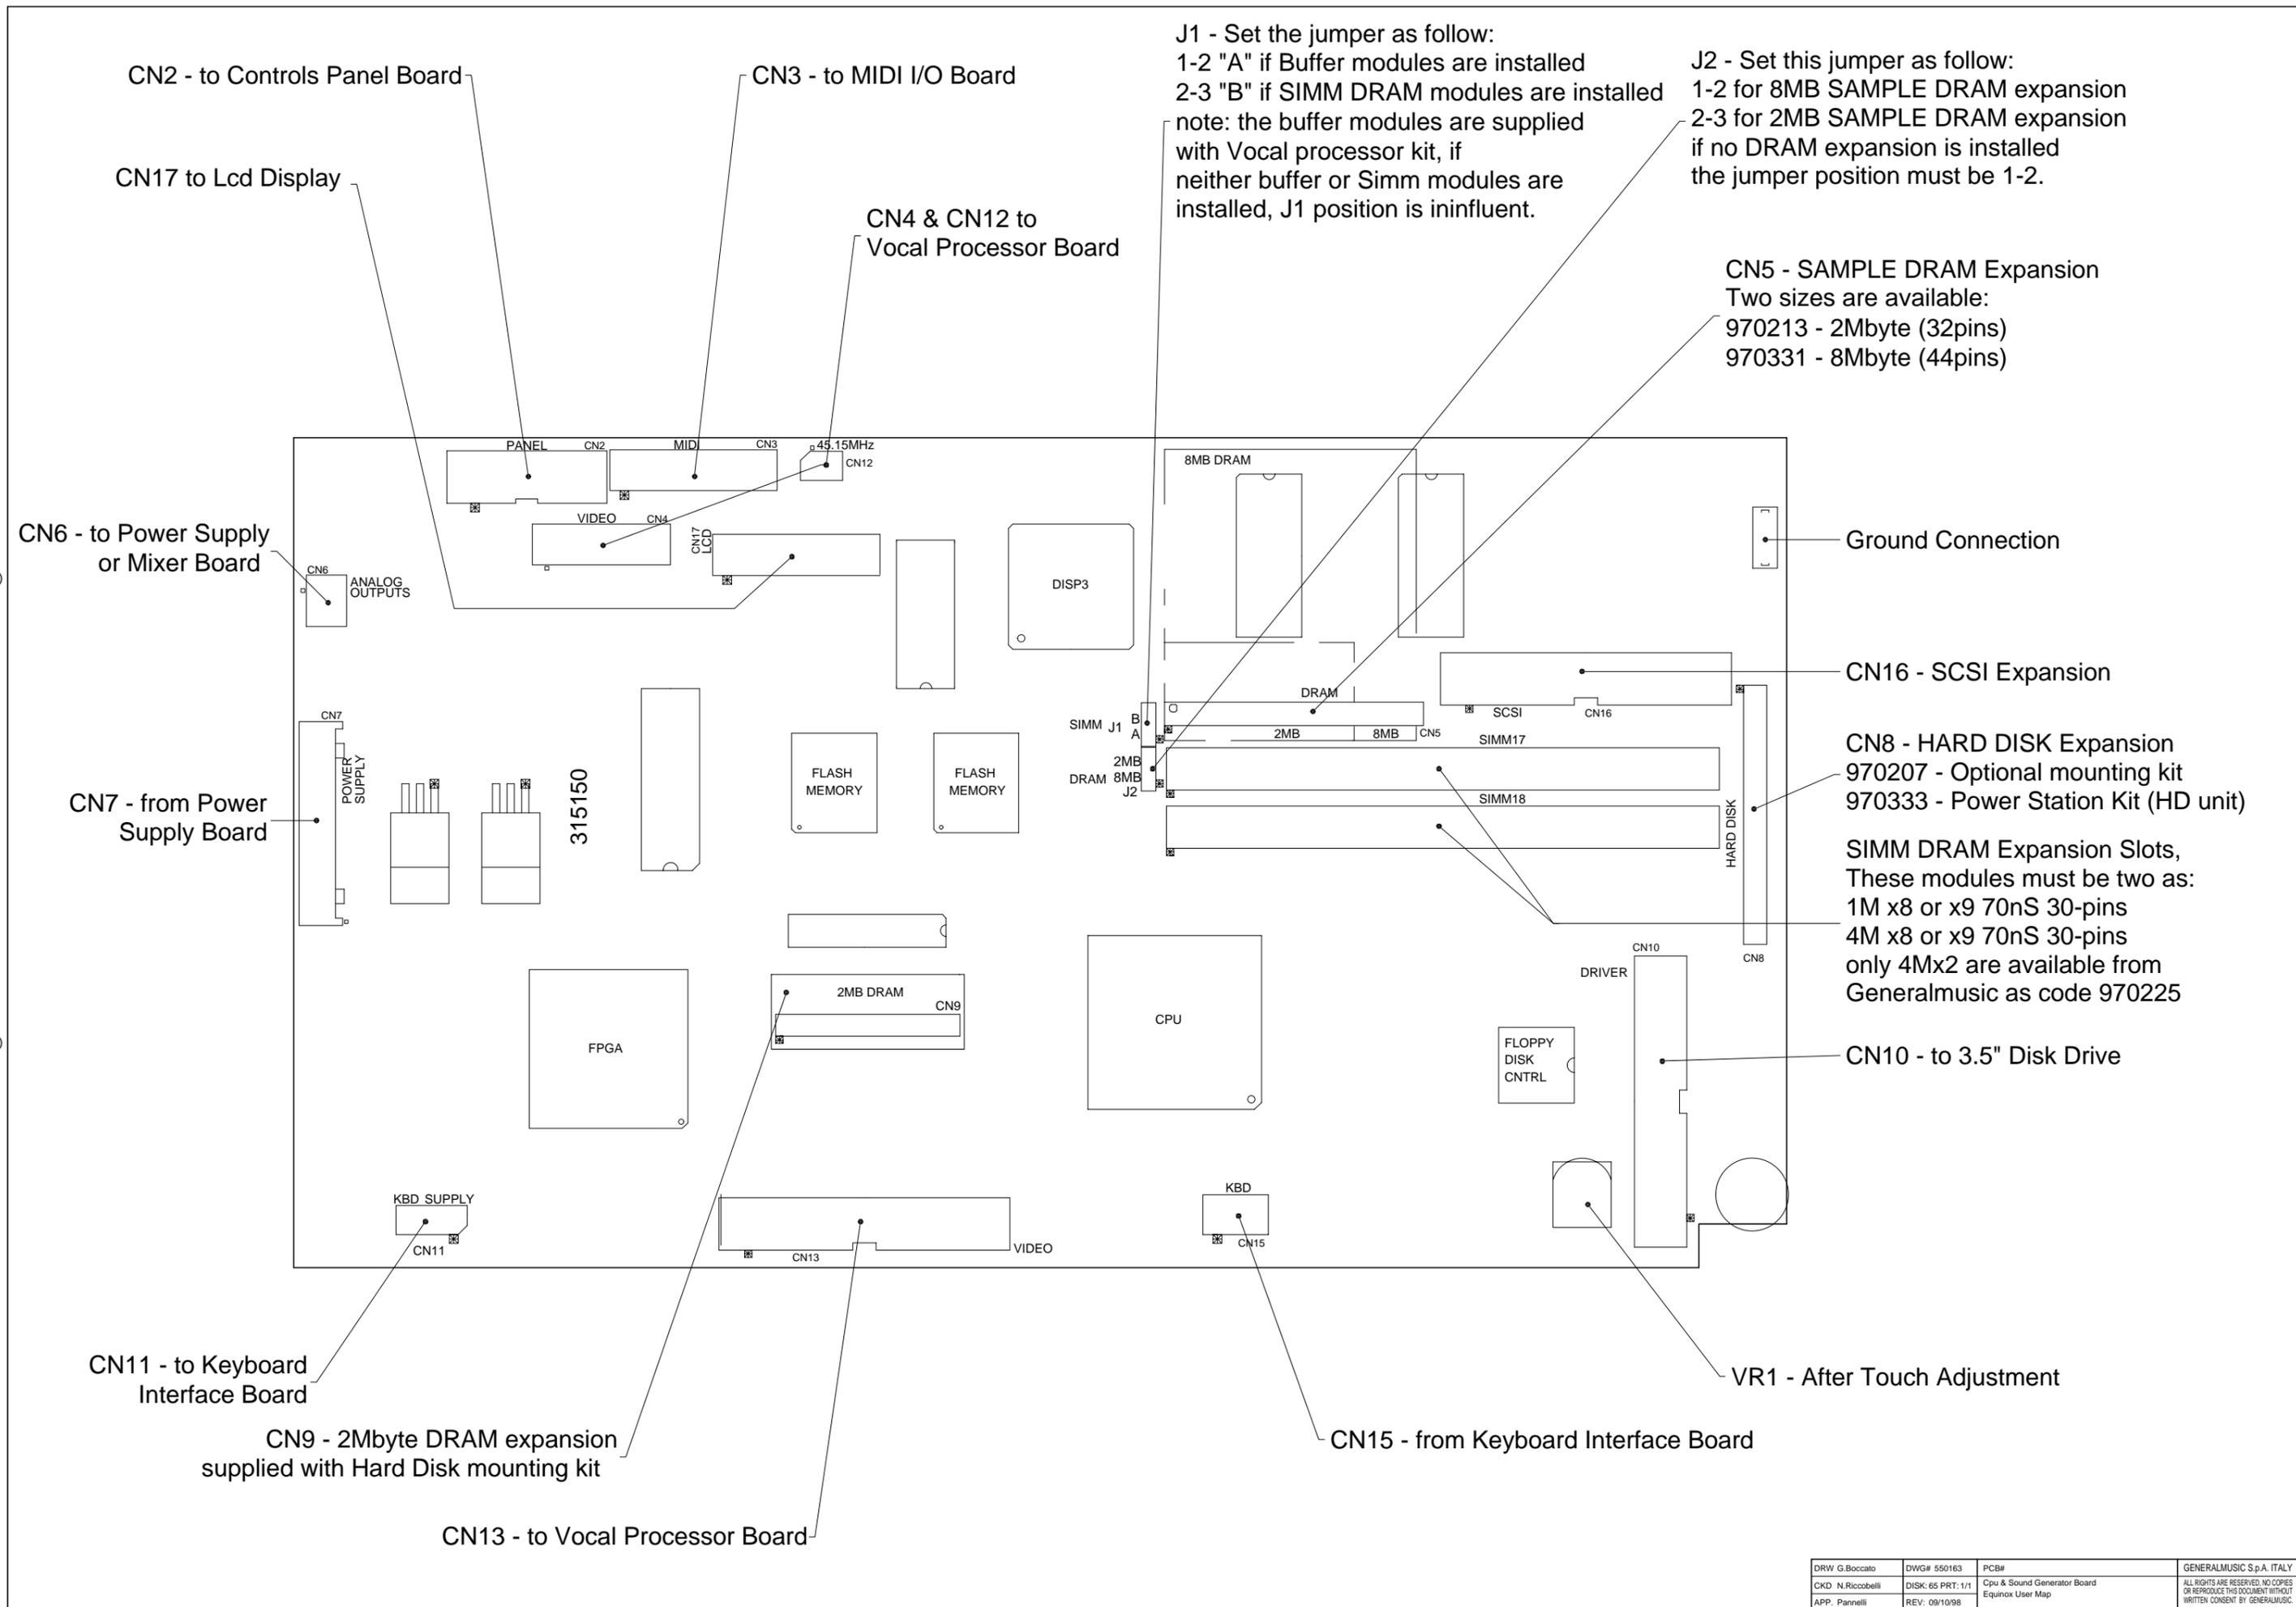 J1 - Set the jumper as follow:
1-2 "A" if Buffer modules are installed
2-3 "B" if SIMM DRAM modules are installed
note: the buffer modules are supplied
with Vocal processor kit, if
neither buffer or Simm modules are
installed, J1 position is ininfluent.
J2 - Set this jumper as follow:
1-2 for 8MB SAMPLE DRAM expansion
2-3 for 2MB SAMPLE DRAM expansion
if no DRAM expansion is installed
the jumper position must be 1-2.
CN2 - to Controls Panel Board
CN3 - to MIDI I/O Board
CN17 to Lcd Display
CN4 & CN12 to
Vocal Processor Board
CN5 - SAMPLE DRAM Expansion
Two sizes are available:
970213 - 2Mbyte (32pins)
970331 - 8Mbyte (44pins)
PANEL
CN2
MIDI
CN3
45.15MHz
CN12
8MB DRAM
CN6 - to Power Supply
or Mixer Board
VIDEO
CN4
CN17
LCD
CN6
ANALOG
OUTPUTS
DISP3
Ground Connection
CN16 - SCSI Expansion
CN7
POWER
SUPPLY
SIMM
J1
B
A
DRAM
2MB
8MB
CN5
SCSI
CN16
SIMM17
2MB
DRAM
8MB
J2
SIMM18
CN8 - HARD DISK Expansion
970207 - Optional mounting kit
970333 - Power Station Kit (HD unit)
CN7 - from Power
Supply Board
315150
FLASH
MEMORY
FLASH
MEMORY
HARD DISK
SIMM DRAM Expansion Slots,
These modules must be two as:
1M x8 or x9 70nS 30-pins
4M x8 or x9 70nS 30-pins
only 4Mx2 are available from
Generalmusic as code 970225
CN10
CN8
DRIVER
2MB DRAM
CN9
FPGA
CPU
FLOPPY
DISK
CNTRL
CN10 - to 3.5" Disk Drive
KBD SUPPLY
CN11
CN13
VIDEO
KBD
CN15
CN11 - to Keyboard
Interface Board
VR1 - After Touch Adjustment
CN9 - 2Mbyte DRAM expansion
supplied with Hard Disk mounting kit
CN15 - from Keyboard Interface Board
CN13 - to Vocal Processor Board
DRW G.Boccato
DWG# 550163
PCB#
GENERALMUSIC S.p.A. ITALY
CKD N.Riccobelli
DISK: 65 PRT: 1/1
Cpu & Sound Generator Board
Equinox User Map
ALL RIGHTS ARE RESERVED, NO COPIES
OR REPRODUCE THIS DOCUMENT WITHOUT
WRITTEN CONSENT BY GENERALMUSIC.
APP. Pannelli
REV: 09/10/98